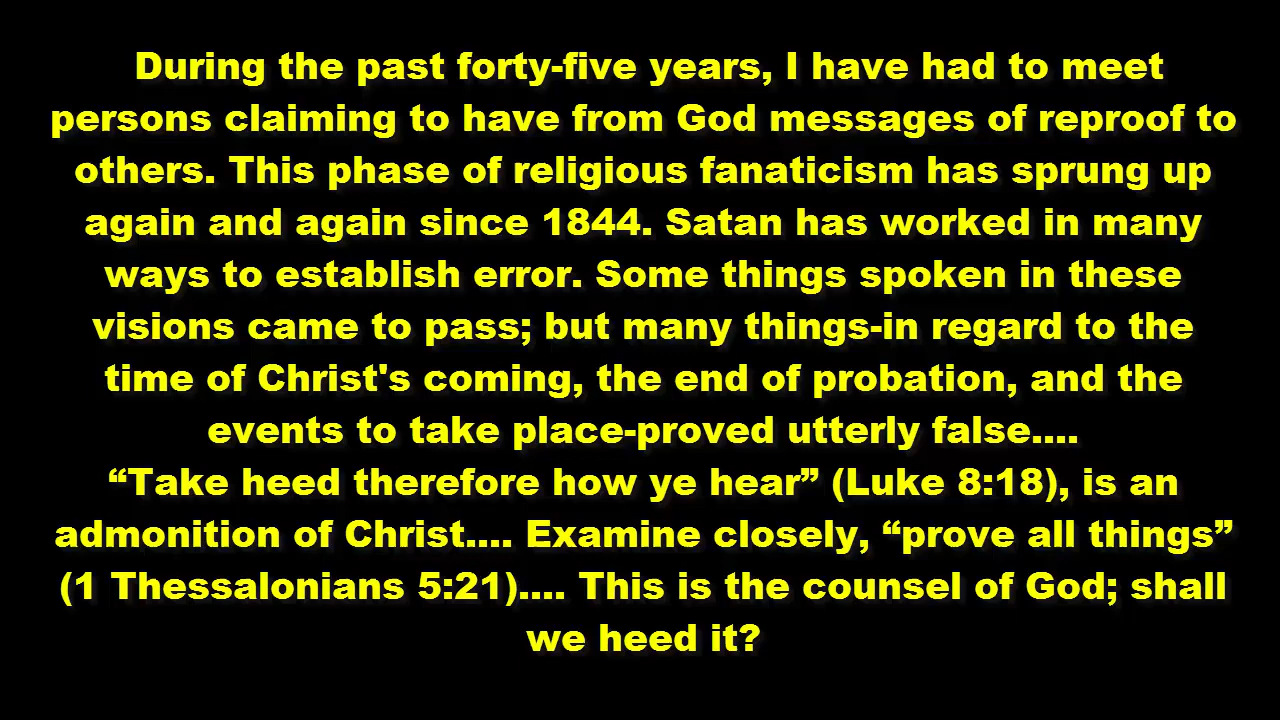 During the past forty-five years, I have had to meet
persons claiming to have from God messages of reproof to
others. This phase of religious fanaticism has sprung up
again and again since 1844. Satan has worked in many
ways to establish error. Some things spoken in these
visions came to pass; but many things-in regard to the
time of Christ's coming, the end of probation, and the
events to take place-proved utterly false....
“Take heed therefore how ye hear” (Luke 8:18), is an
admonition of Christ.... Examine closely, “prove all things”
(1 Thessalonians 5:21).... This is the counsel of God; shall
we heed it?